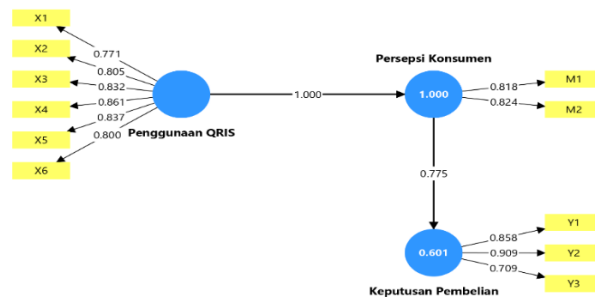 X1
X2
X3
X4
X5
X6
0.771
0.805
0.832
0.861
0.837
0.800
Penggunaan QRIS
1.000
Persepsi Konsumen
1.000
0.818
0.824
M1
M2
0.775
0.601
Keputusan Pembelian
0.858
0.909
0.709
Y1
Y2
Y3